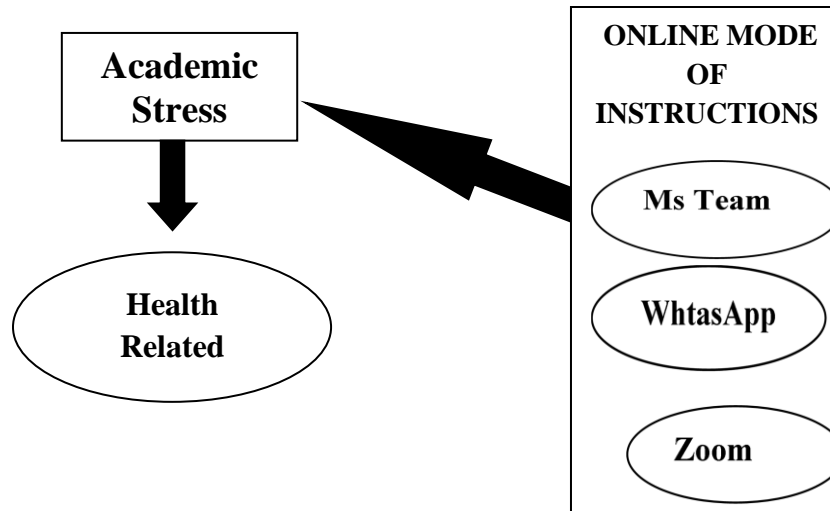 Academic
Stress
Health
Related
ONLINE MODE
OF
INSTRUCTIONS
Ms Team
WhtasApp
Zoom